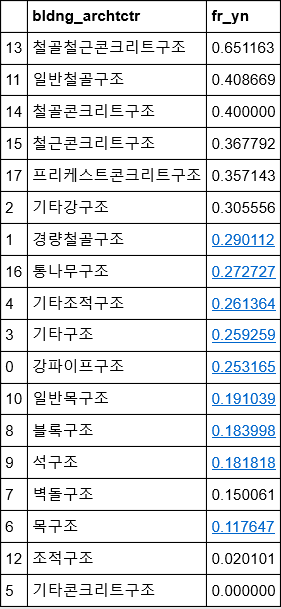 bldng_archtctr fr_yn
13 철골철근콘크리트구조 0.651163
11 일반철골구조 0.408669
14 철골콘크리트구조 0.400000
15 철근콘크리트구조 0.367792
17 프리케스트콘크리트구조 0.357143
2 기타강구조 0.305556
1 경량철골구조 0.290112
16 통나무구조 0.272727
4 기타조적구조 0.261364
3 기타구조 0.259259
0 강파이프구조 0.253165
10 일반목구조 0.191039
8 블록구조 0.183998
9 석구조 0.181818
7 벽돌구조 0.150061
6 목구조 0.117647
12 조적구조 0.020101
5 기타콘크리트구조 0.000000